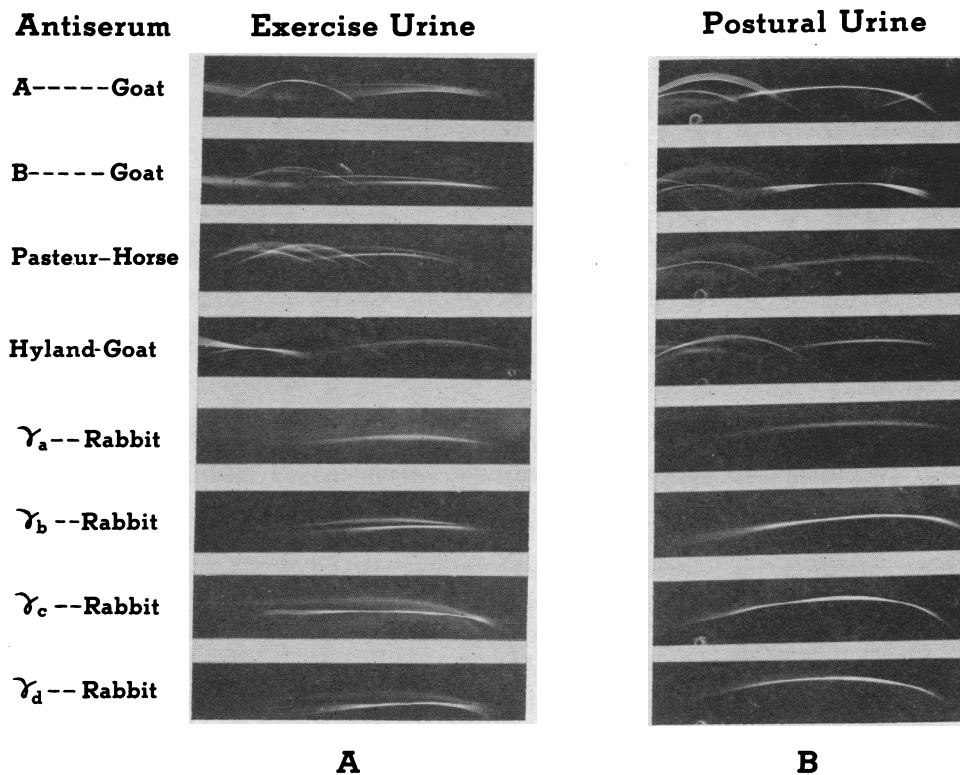 Antiserum Exercise Urine Postural Urine
A-----Goat
B-----Goat
Pasteur-Horse
Hyland-Goat
γa--Rabbit
γb--Rabbit
γc--Rabbit
γd--Rabbit
A B